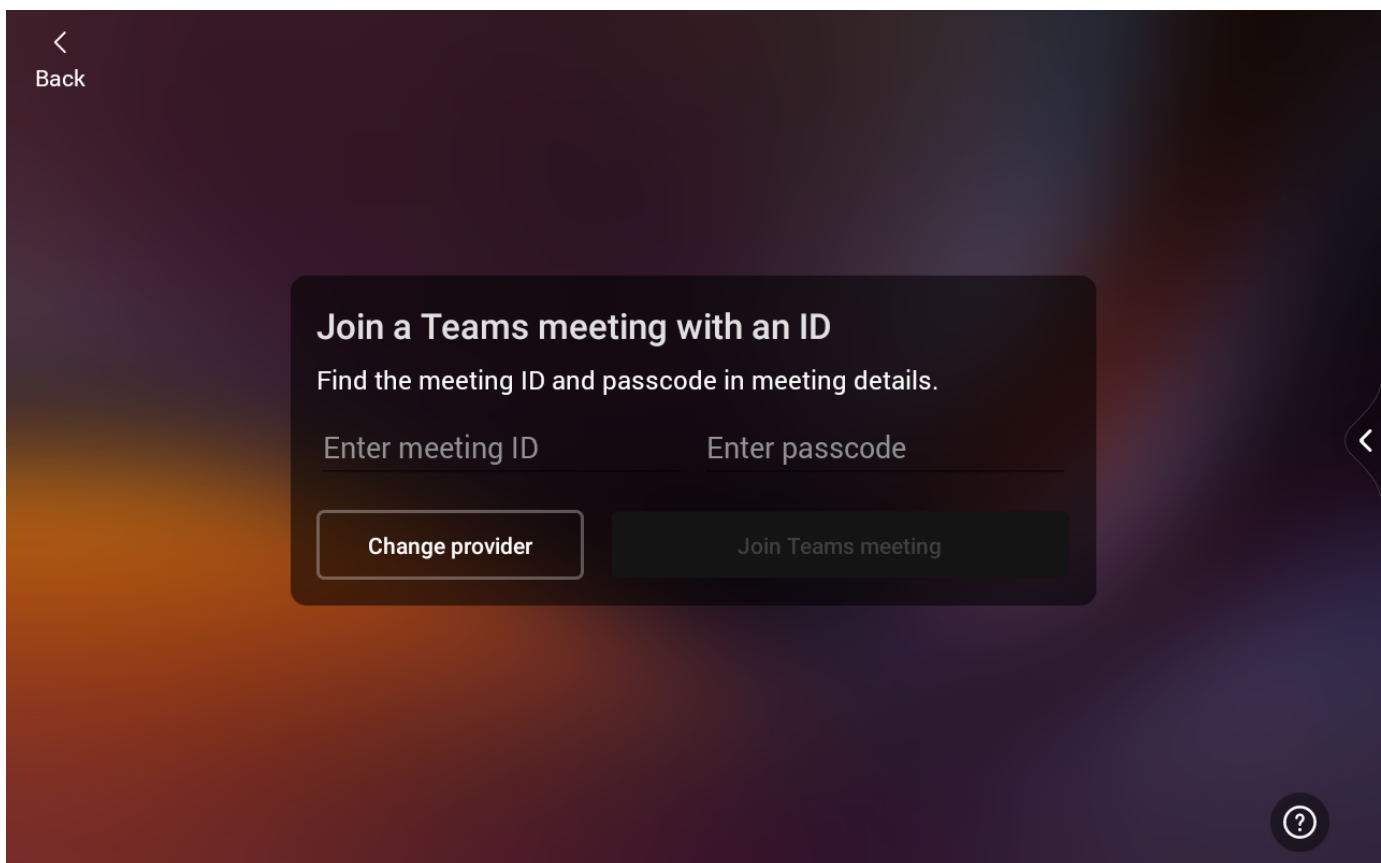 Back
Join a Teams meeting with an ID
Find the meeting ID and passcode in meeting details.
Enter meeting ID Enter passcode
Change provider Join Teams meeting